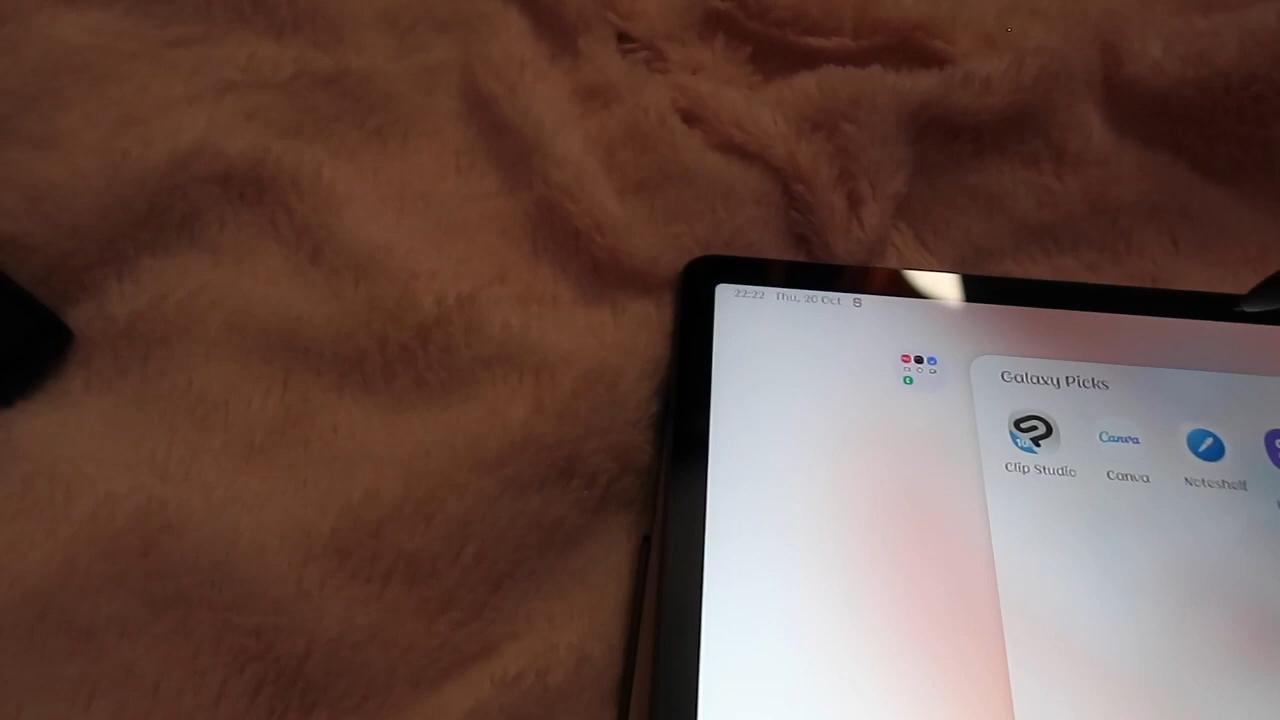 22:22 Thu, 20 Oct
Galaxy Picks
Clip Studio
Canva
Canva
Noteshelf